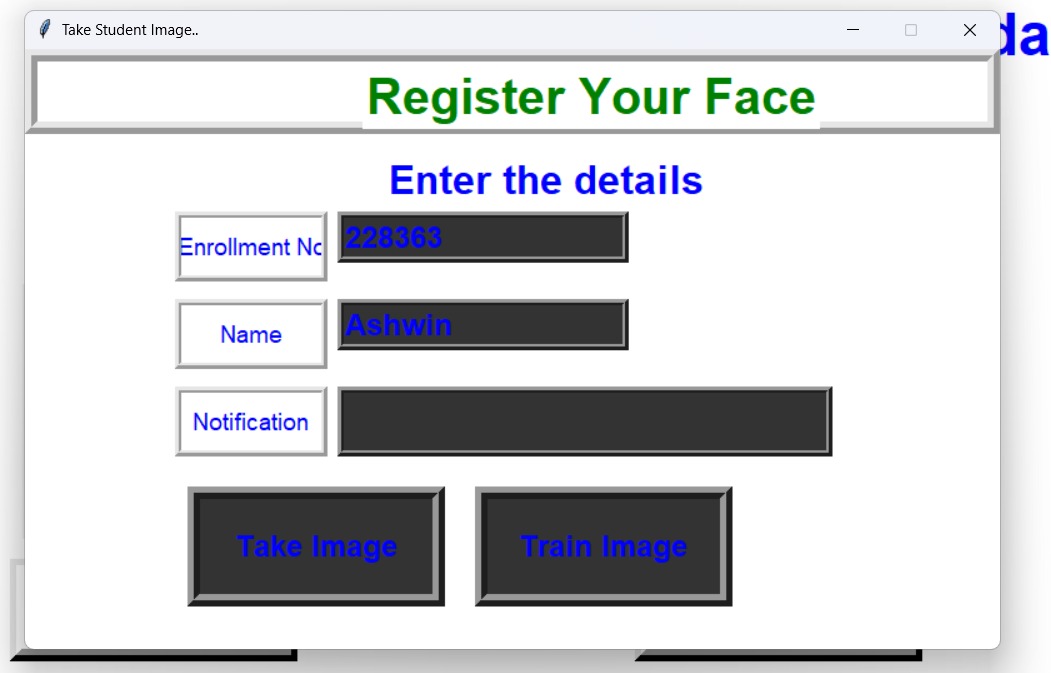 Take Student Image..
da
Register Your Face
Enter the details
Enrollment No
228363
Name
Ashwin
Notification
Take Image
Train Image